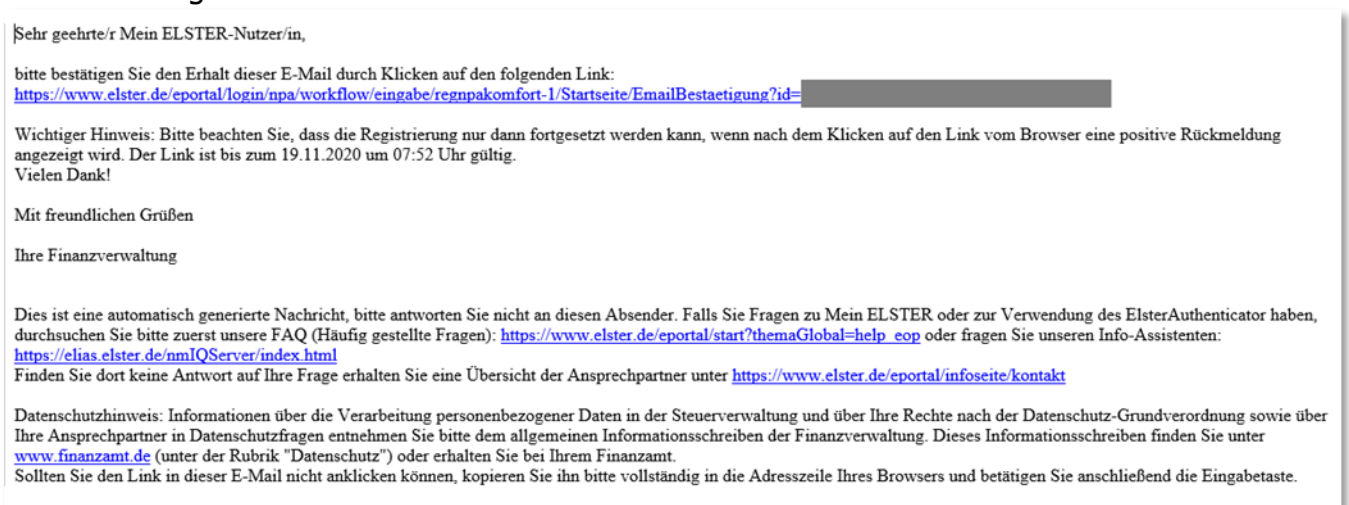 Sehr geehrte/r Mein ELSTER-Nutzer/in,
bitte bestätigen Sie den Erhalt dieser E-Mail durch Klicken auf den folgenden Link:
https://www.elster.de/eportal/login/npa/workflow/eingabe/regnpakomfort-1/Startseite/EmailBestaetigung?id=
Wichtiger Hinweis: Bitte beachten Sie, dass die Registrierung nur dann fortgesetzt werden kann, wenn nach dem Klicken auf den Link vom Browser eine positive Rückmeldung
angezeigt wird. Der Link ist bis zum 19.11.2020 um 07:52 Uhr gültig.
Vielen Dank!
Mit freundlichen Grüßen
Ihre Finanzverwaltung
Dies ist eine automatisch generierte Nachricht, bitte antworten Sie nicht an diesen Absender. Falls Sie Fragen zu Mein ELSTER oder zur Verwendung des ElsterAuthenticator haben,
durchsuchen Sie bitte zuerst unsere FAQ (Häufig gestellte Fragen): https://www.elster.de/eportal/start?themaGlobal=help_eop oder fragen Sie unseren Info-Assistenten:
https://elias.elster.de/nmIQServer/index.html
Finden Sie dort keine Antwort auf Ihre Frage erhalten Sie eine Übersicht der Ansprechpartner unter https://www.elster.de/eportal/infoseite/kontakt
Datenschutzhinweis: Informationen über die Verarbeitung personenbezogener Daten in der Steuerverwaltung und über Ihre Rechte nach der Datenschutz-Grundverordnung sowie über
Ihre Ansprechpartner in Datenschutzfragen entnehmen Sie bitte dem allgemeinen Informationsschreiben der Finanzverwaltung. Dieses Informationsschreiben finden Sie unter
www.finanzamt.de (unter der Rubrik "Datenschutz") oder erhalten Sie bei Ihrem Finanzamt.
Sollten Sie den Link in dieser E-Mail nicht anklicken können, kopieren Sie ihn bitte vollständig in die Adresszeile Ihres Browsers und betätigen Sie anschließend die Eingabetaste.